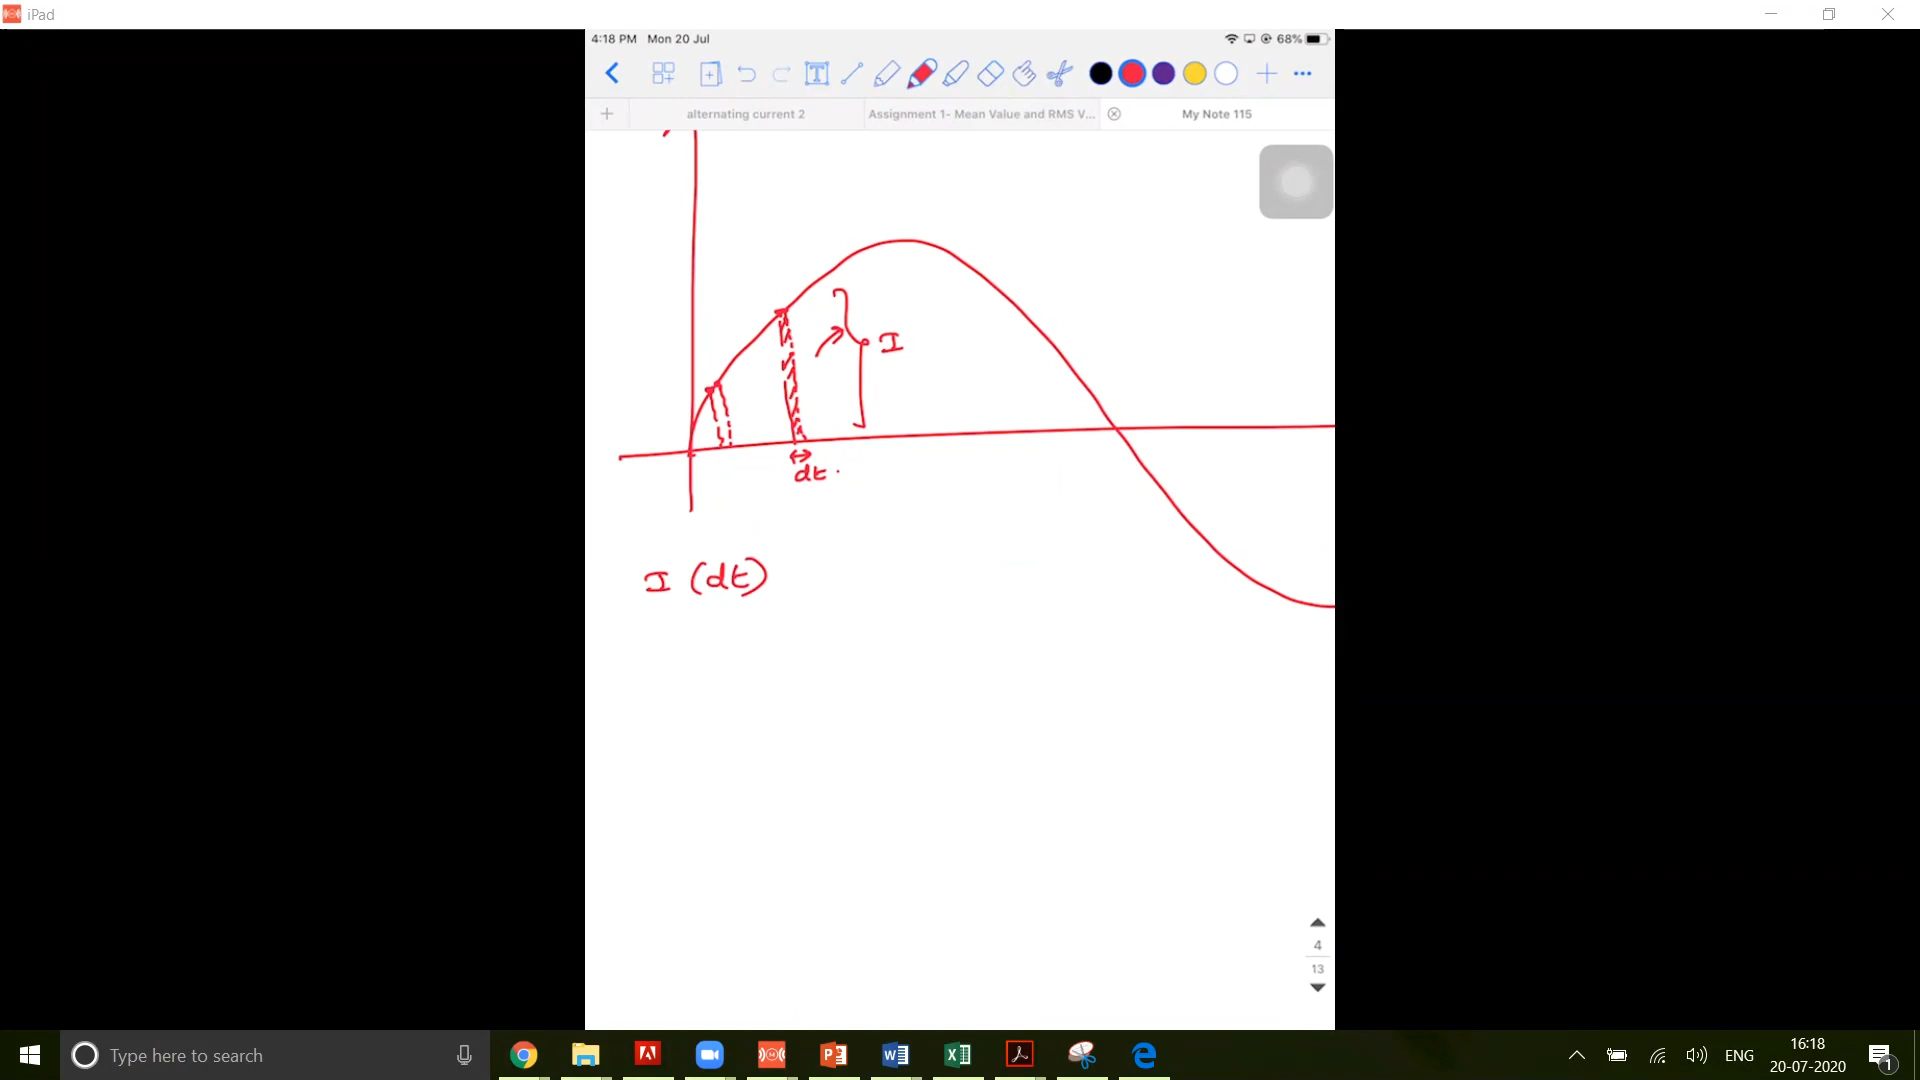 iPad
4:18 PM Mon 20 Jul
68%
alternating current 2
Assignment 1- Mean Value and RMS V...
My Note 115
I
dt
I (dt)
4
13
Type here to search
ENG
16:18
20-07-2020
1